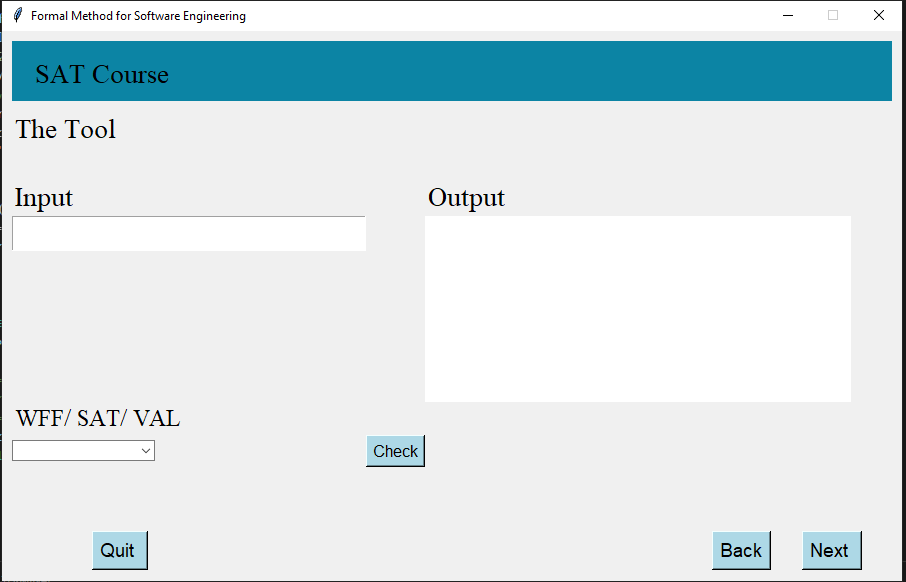 Formal Method for Software Engineering
SAT Course
The Tool
Input
Output
WFF/ SAT/ VAL
Check
Quit
Back
Next